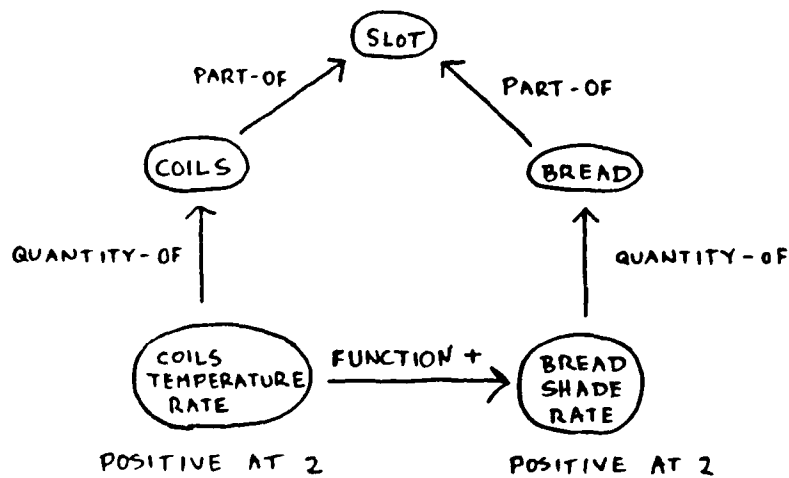 SLOT
PART-OF
PART-OF
COILS
BREAD
QUANTITY-OF
QUANTITY-OF
COILS
TEMPERATURE
RATE
FUNCTION +
BREAD
SHADE
RATE
POSITIVE AT 2
POSITIVE AT 2